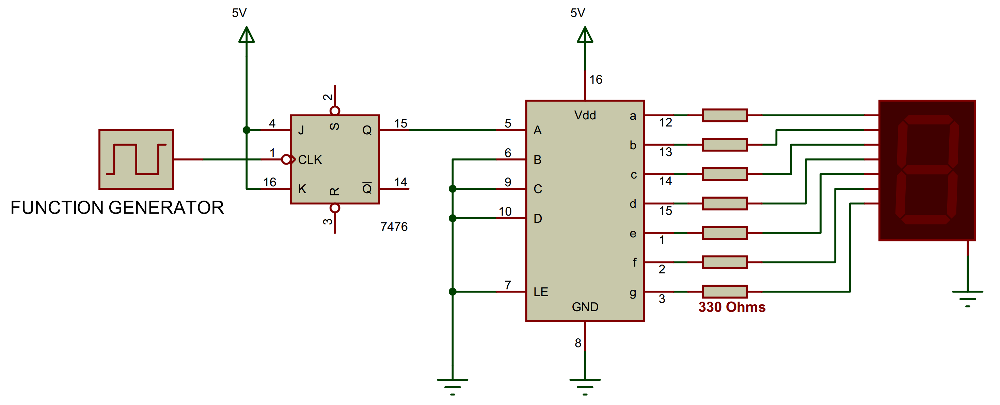 5V
5V
16
2
Vdd
a
12
4
J
S
Q
15
5
A
1
CLK
6
B
b
13
16
K
R
Q
14
9
C
c
14
FUNCTION GENERATOR
3
7476
10
D
d
15
e
1
f
2
7
LE
g
3
GND
330 Ohms
8